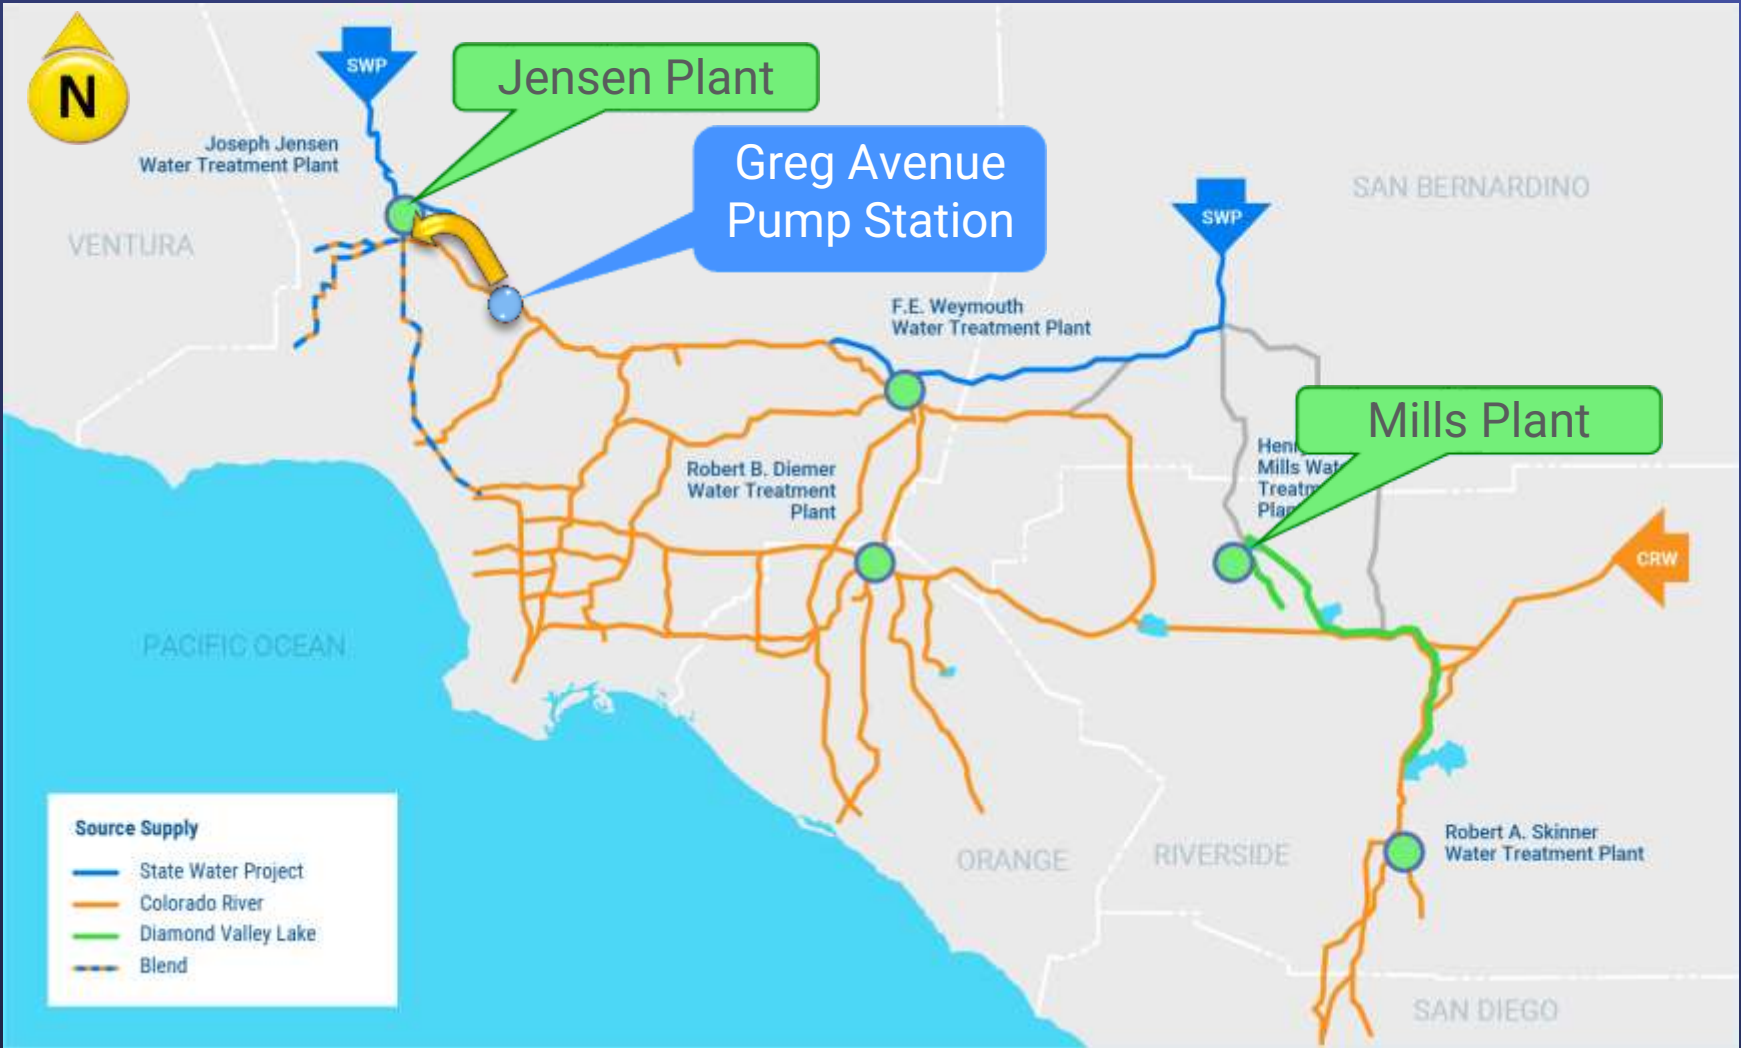 N
SWP
Jensen Plant
Joseph Jensen
Water Treatment Plant
Greg Avenue
Pump Station
SWP
SAN BERNARDINO
VENTURA
F.E. Weymouth
Water Treatment Plant
Mills Plant
Robert B. Diemer
Water Treatment
Plant
Mills
CRW
PACIFIC OCEAN
Source Supply
State Water Project
Colorado River
Diamond Valley Lake
Blend
ORANGE
RIVERSIDE
Robert A. Skinner
Water Treatment Plant
SAN DIEGO